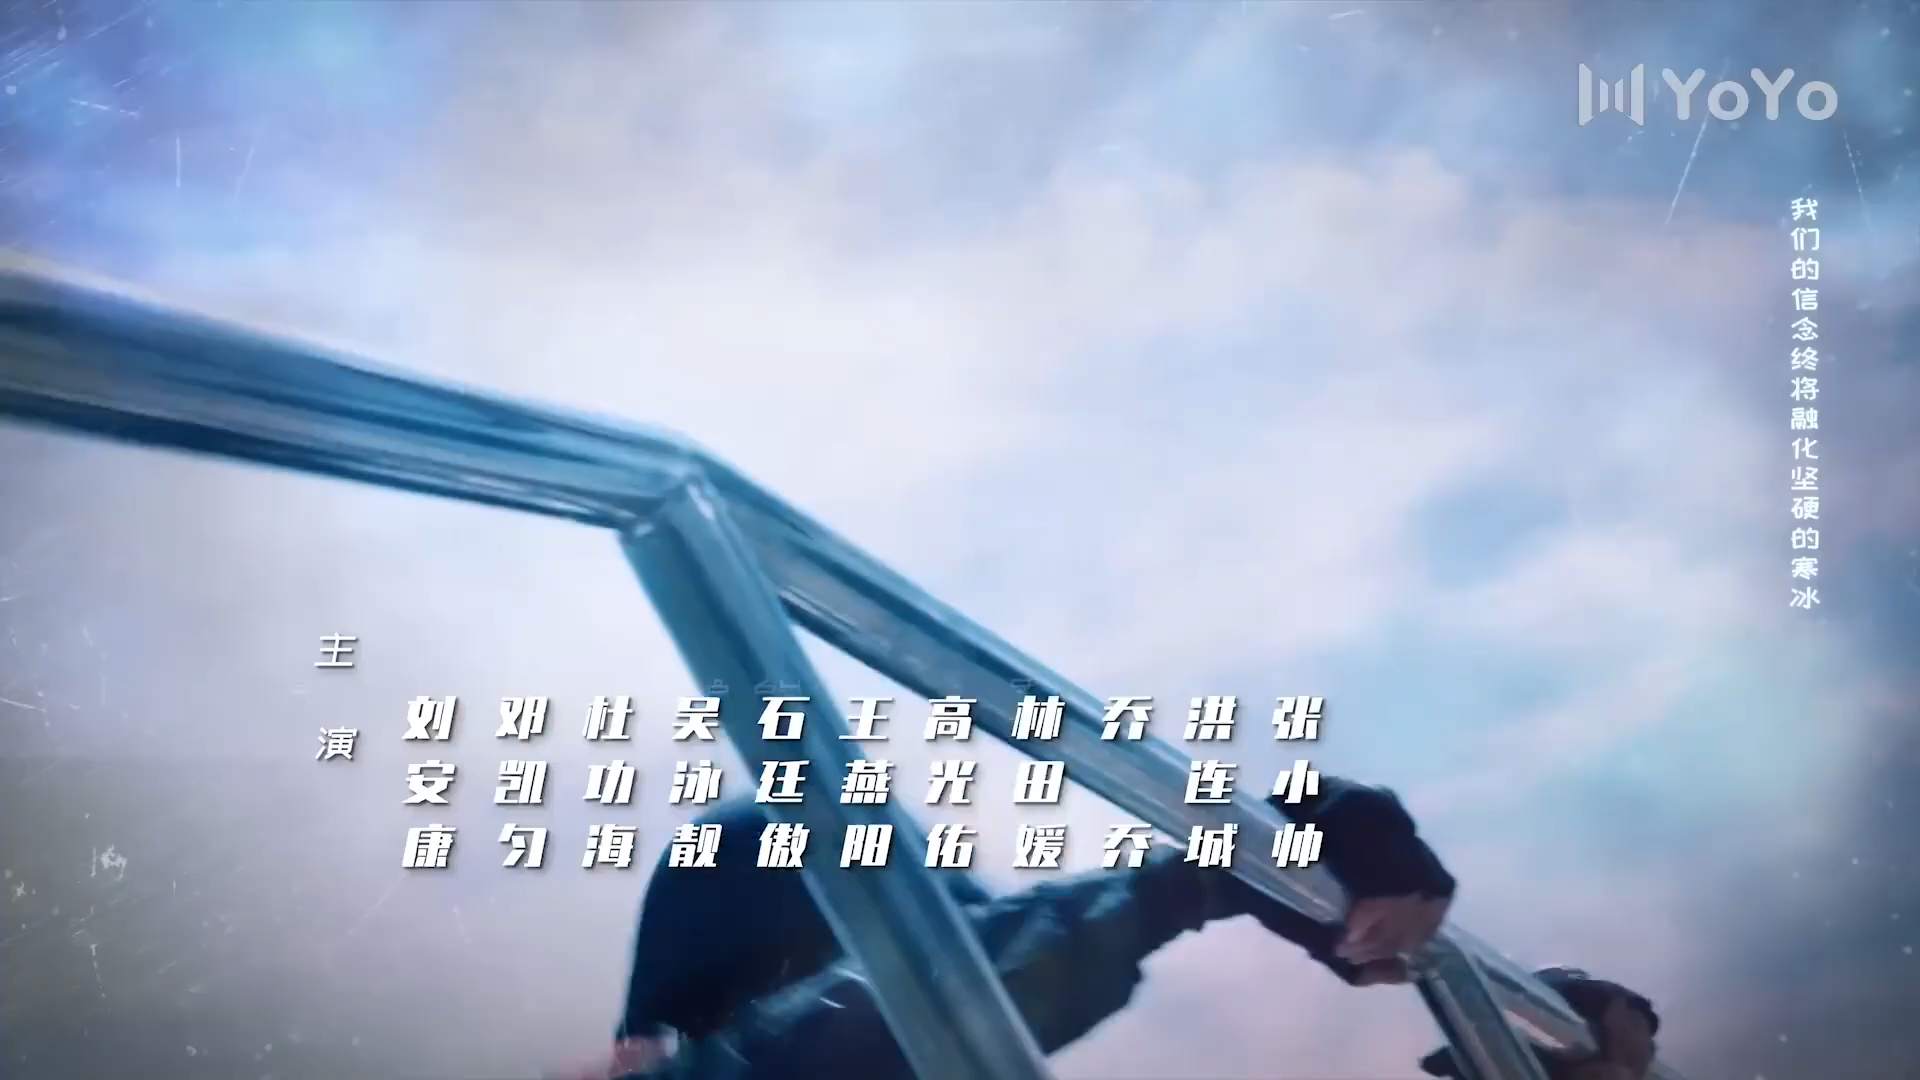 YoYo
我们的信念终将融化坚硬的寒冰
主演
刘安康
邓凯匀
杜功海
吴泳靓
石廷傲
王燕阳
高光佑
林田媛
乔乔
洪连城
张小帅